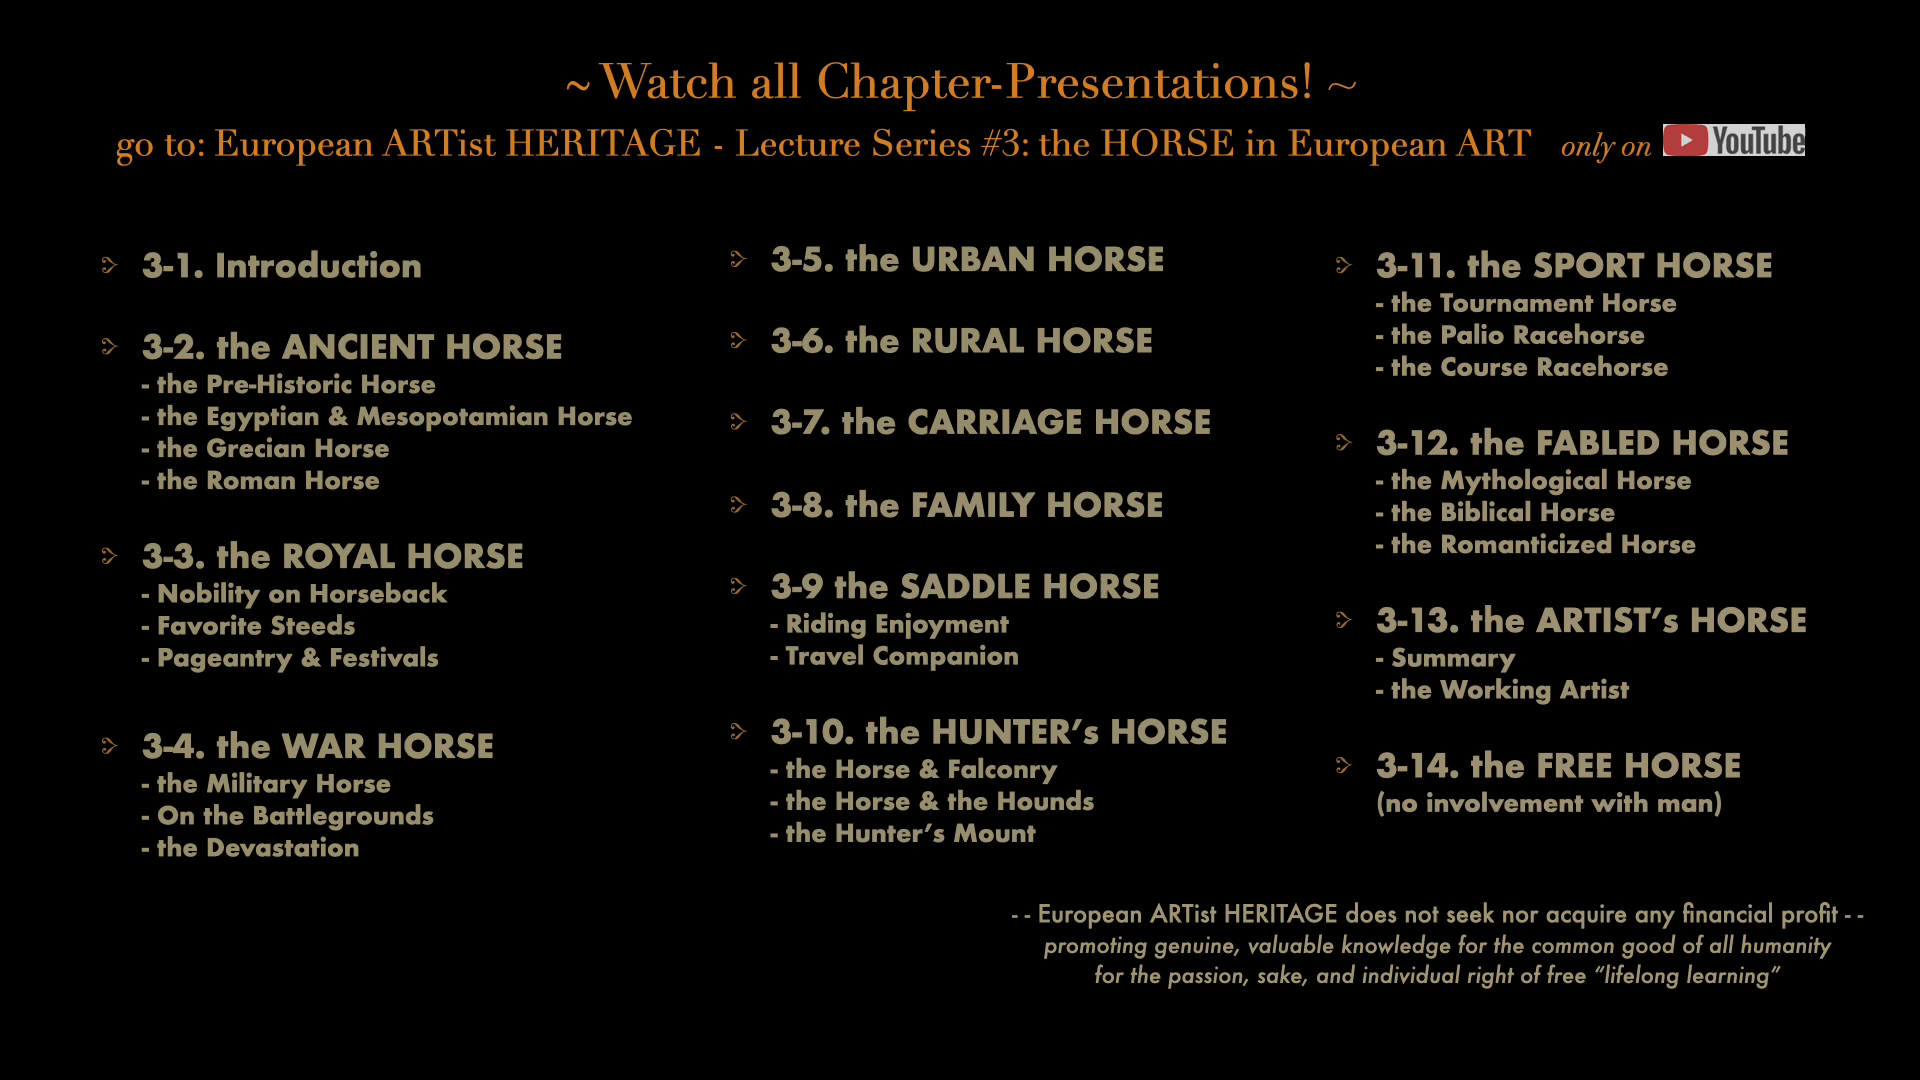 ~ Watch all Chapter-Presentations! ~
go to: European ARTist HERITAGE - Lecture Series #3: the HORSE in European ART only on YouTube
3-1. Introduction
3-2. the ANCIENT HORSE
- the Pre-Historic Horse
- the Egyptian & Mesopotamian Horse
- the Grecian Horse
- the Roman Horse
3-3. the ROYAL HORSE
- Nobility on Horseback
- Favorite Steeds
- Pageantry & Festivals
3-4. the WAR HORSE
- the Military Horse
- On the Battlegrounds
- the Devastation
3-5. the URBAN HORSE
3-6. the RURAL HORSE
3-7. the CARRIAGE HORSE
3-8. the FAMILY HORSE
3-9 the SADDLE HORSE
- Riding Enjoyment
- Travel Companion
3-10. the HUNTER’s HORSE
- the Horse & Falconry
- the Horse & the Hounds
- the Hunter’s Mount
3-11. the SPORT HORSE
- the Tournament Horse
- the Palio Racehorse
- the Course Racehorse
3-12. the FABLED HORSE
- the Mythological Horse
- the Biblical Horse
- the Romanticized Horse
3-13. the ARTIST’s HORSE
- Summary
- the Working Artist
3-14. the FREE HORSE
(no involvement with man)
- - European ARTist HERITAGE does not seek nor acquire any financial profit - -
promoting genuine, valuable knowledge for the common good of all humanity
for the passion, sake, and individual right of free “lifelong learning”